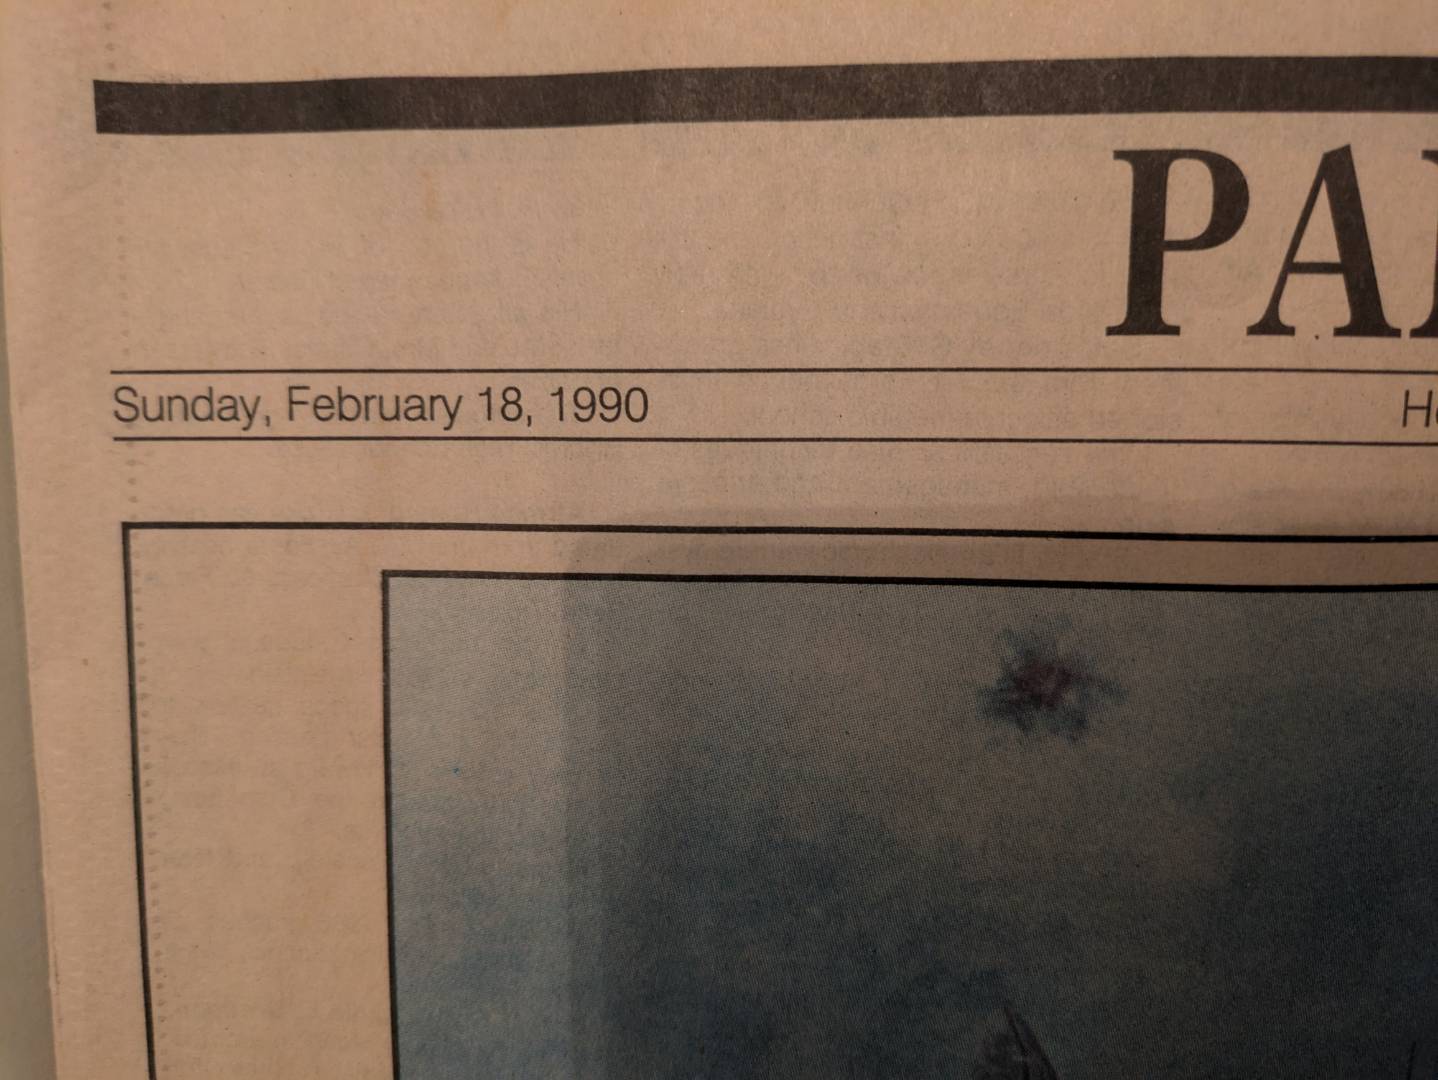 PA
Sunday, February 18, 1990